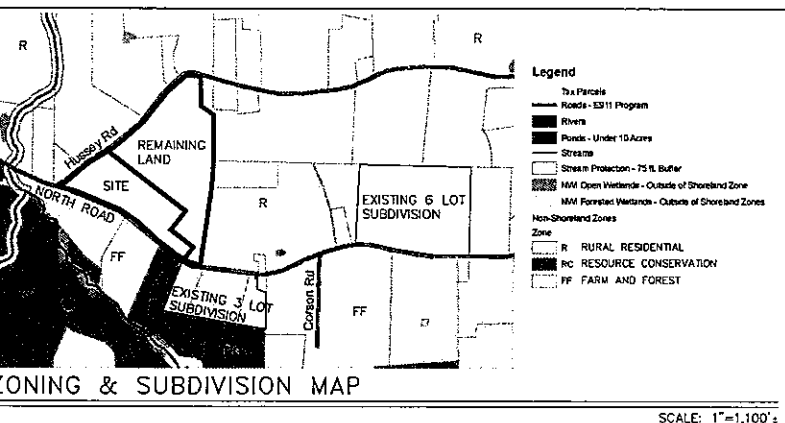 R
R
Hussey Rd
REMAINING
LAND
SITE
NORTH ROAD
R
EXISTING 6 LOT
SUBDIVISION
FF
EXISTING 3 LOT
SUBDIVISION
Corson Rd
FF
Legend
Tax Parcels
Roads - E911 Program
Rivers
Ponds - Under 10 Acres
Streams
Stream Protection - 75 ft. Buffer
NWI Open Wetlands - Outside of Shoreland Zone
NWI Forested Wetlands - Outside of Shoreland Zones
Non-Shoreland Zones
Zone
R RURAL RESIDENTIAL
RC RESOURCE CONSERVATION
FF FARM AND FOREST
ZONING & SUBDIVISION MAP
SCALE: 1"=1,100'±